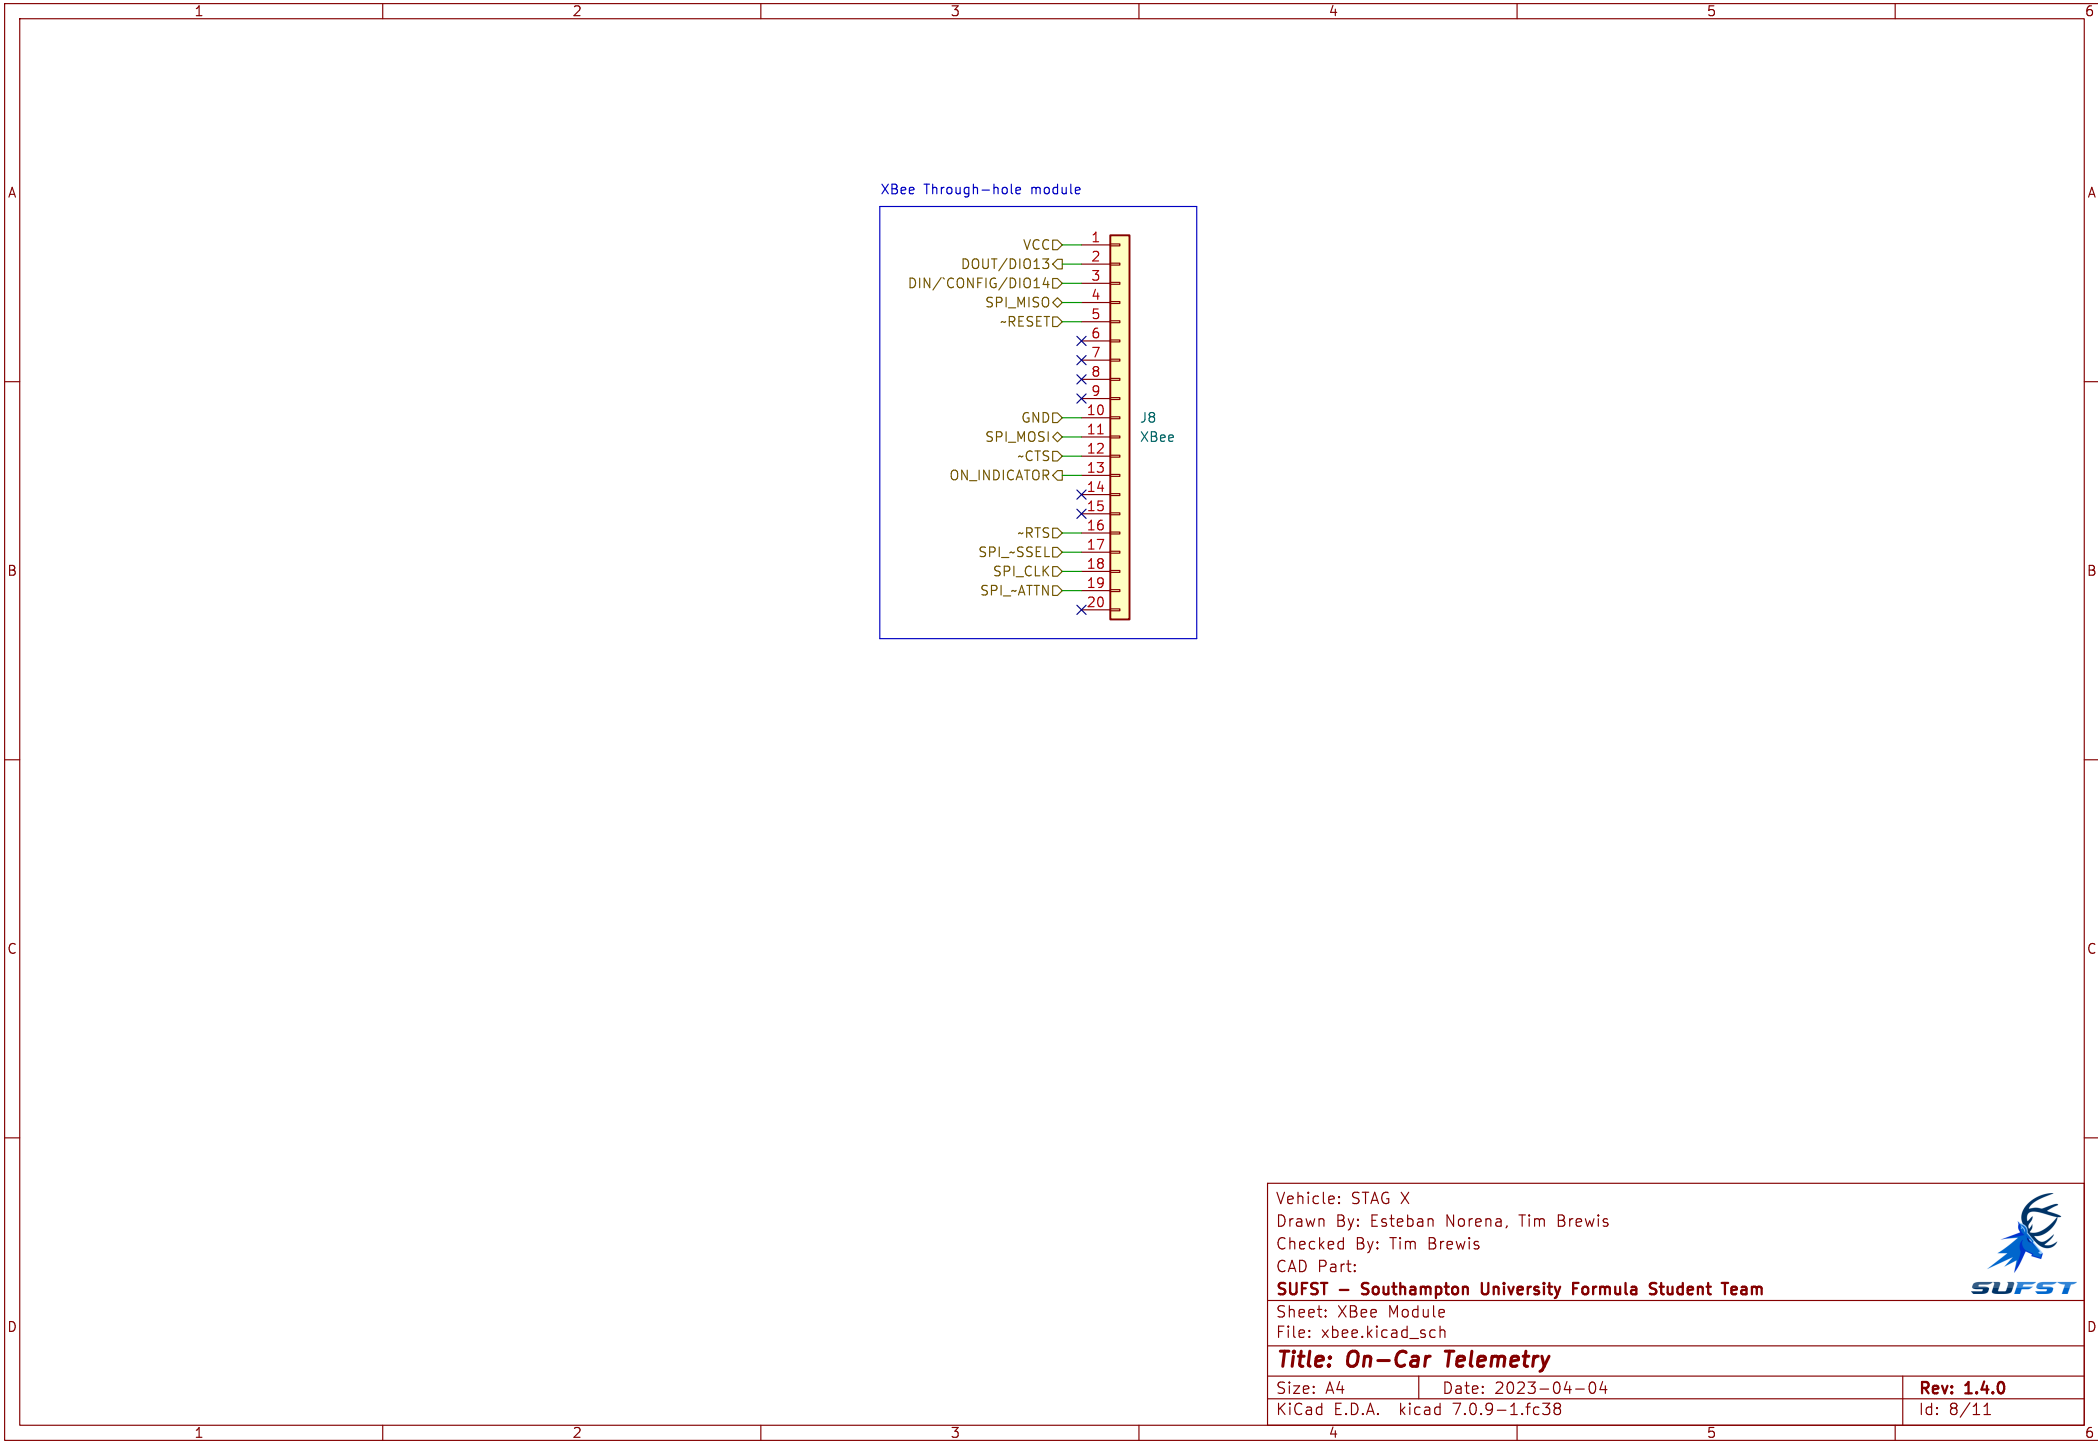 1 2 3 4 5 6
A A
XBee Through-hole module
VCC 1
DOUT/DIO13 2
DIN/`CONFIG/DIO14 3
SPI_MISO 4
~RESET 5
6
7
8
9
GND 10 J8
SPI_MOSI 11 XBee
~CTS 12
ON_INDICATOR 13
14
15
~RTS 16
SPI_~SSEL 17
B B
SPI_CLK 18
SPI_~ATTN 19
20
C C
Vehicle: STAG X
Drawn By: Esteban Norena, Tim Brewis
Checked By: Tim Brewis
CAD Part:
SUFST - Southampton University Formula Student Team
SUFST
Sheet: XBee Module
D D
File: xbee.kicad_sch
Title: On-Car Telemetry
Size: A4 Date: 2023-04-04 Rev: 1.4.0
KiCad E.D.A. kicad 7.0.9-1.fc38 Id: 8/11
1 2 3 4 5 6